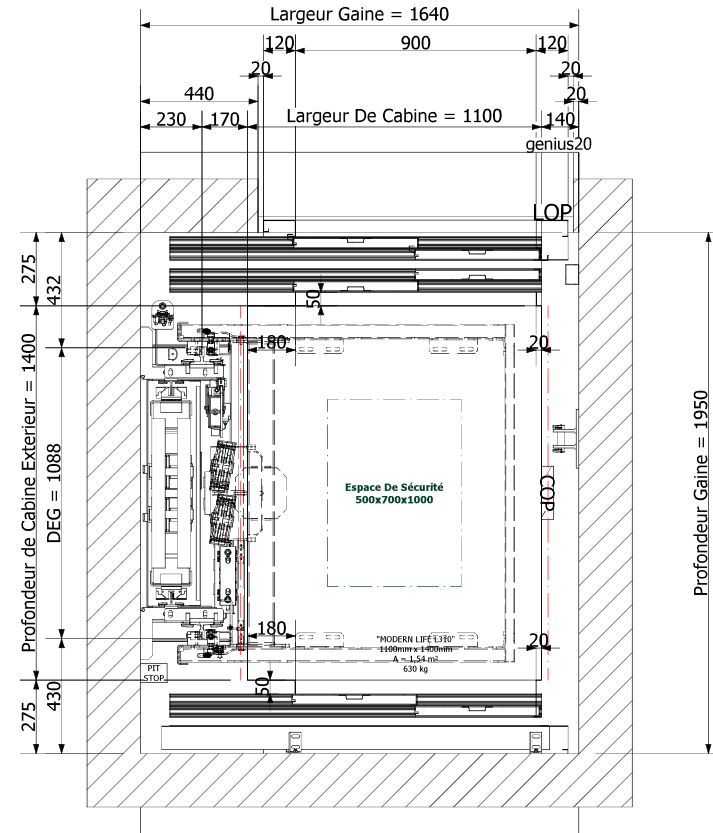 Largeur Gaine = 1640
120
900
120
20
20
440
20
230
170
Largeur De Cabine = 1100
140
genius20
LOP
275
432
50
180
20
Profondeur de Cabine Exterieur = 1400
DEG = 1088
Profondeur Gaine = 1950
Espace De Sécurité
500x700x1000
COP
180
20
"MODERN LIFE L310"
1100mm x 1400mm
A = 1,54 m²
630 kg
PIT
STOP
50
275
430